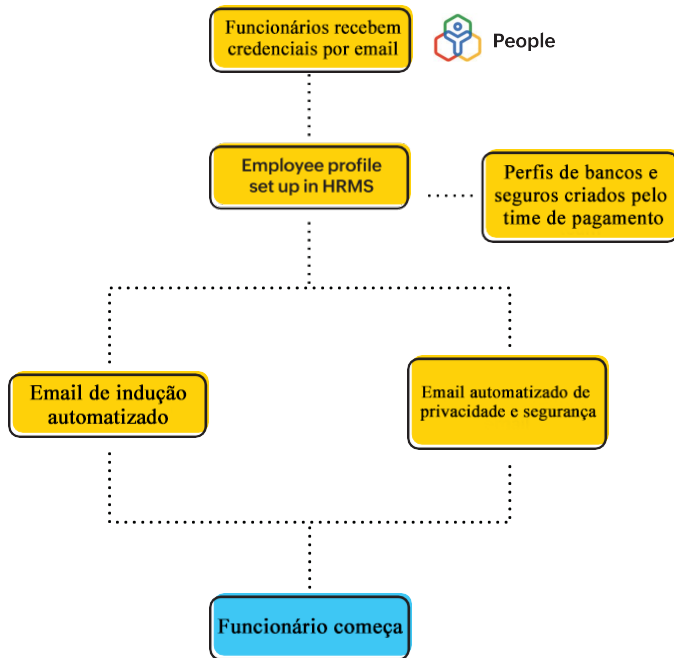 Funcionários recebem
credenciais por email
People
Employee profile
set up in HRMS
Perfis de bancos e
seguros criados pelo
time de pagamento
Email de indução
automatizado
Email automatizado de
privacidade e segurança
Funcionário começa